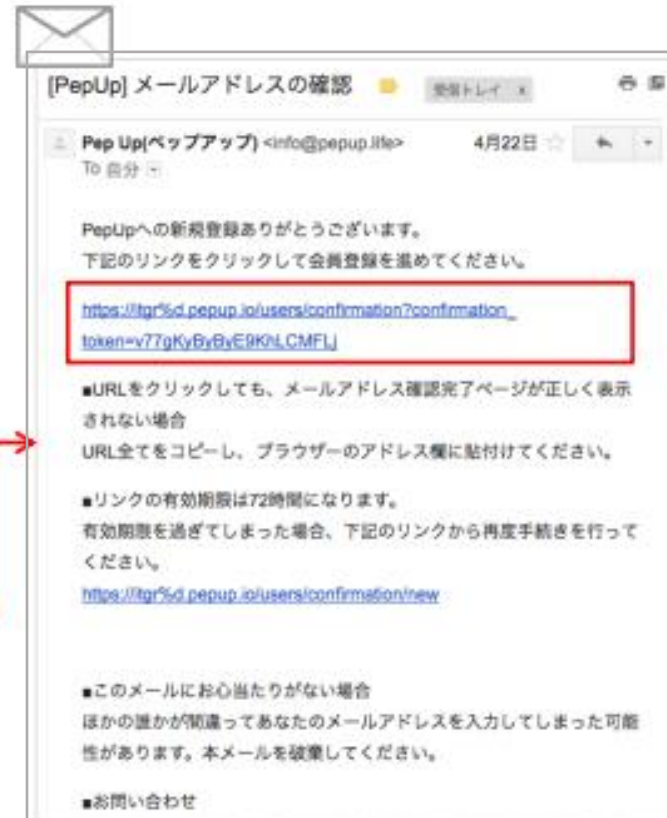 [PepUp] メールアドレスの確認
受信トレイ x
Pep Up(ペップアップ) <info@pepup.life> 4月22日
To 自分
PepUpへの新規登録ありがとうございます。
下記のリンクをクリックして会員登録を進めてください。
https://itgr%d.pepup.io/users/confirmation?confirmation_
token=v77gKyByByE9KhLCMFLj
■URLをクリックしても、メールアドレス確認完了ページが正しく表示
されない場合
URL全てをコピーし、ブラウザーのアドレス欄に貼付けてください。
■リンクの有効期限は72時間になります。
有効期限を過ぎてしまった場合、下記のリンクから再度手続きを行って
ください。
https://itgr%d.pepup.io/users/confirmation/new
■このメールにお心当たりがない場合
ほかの誰かが間違ってあなたのメールアドレスを入力してしまった可能
性があります。本メールを破棄してください。
■お問い合わせ